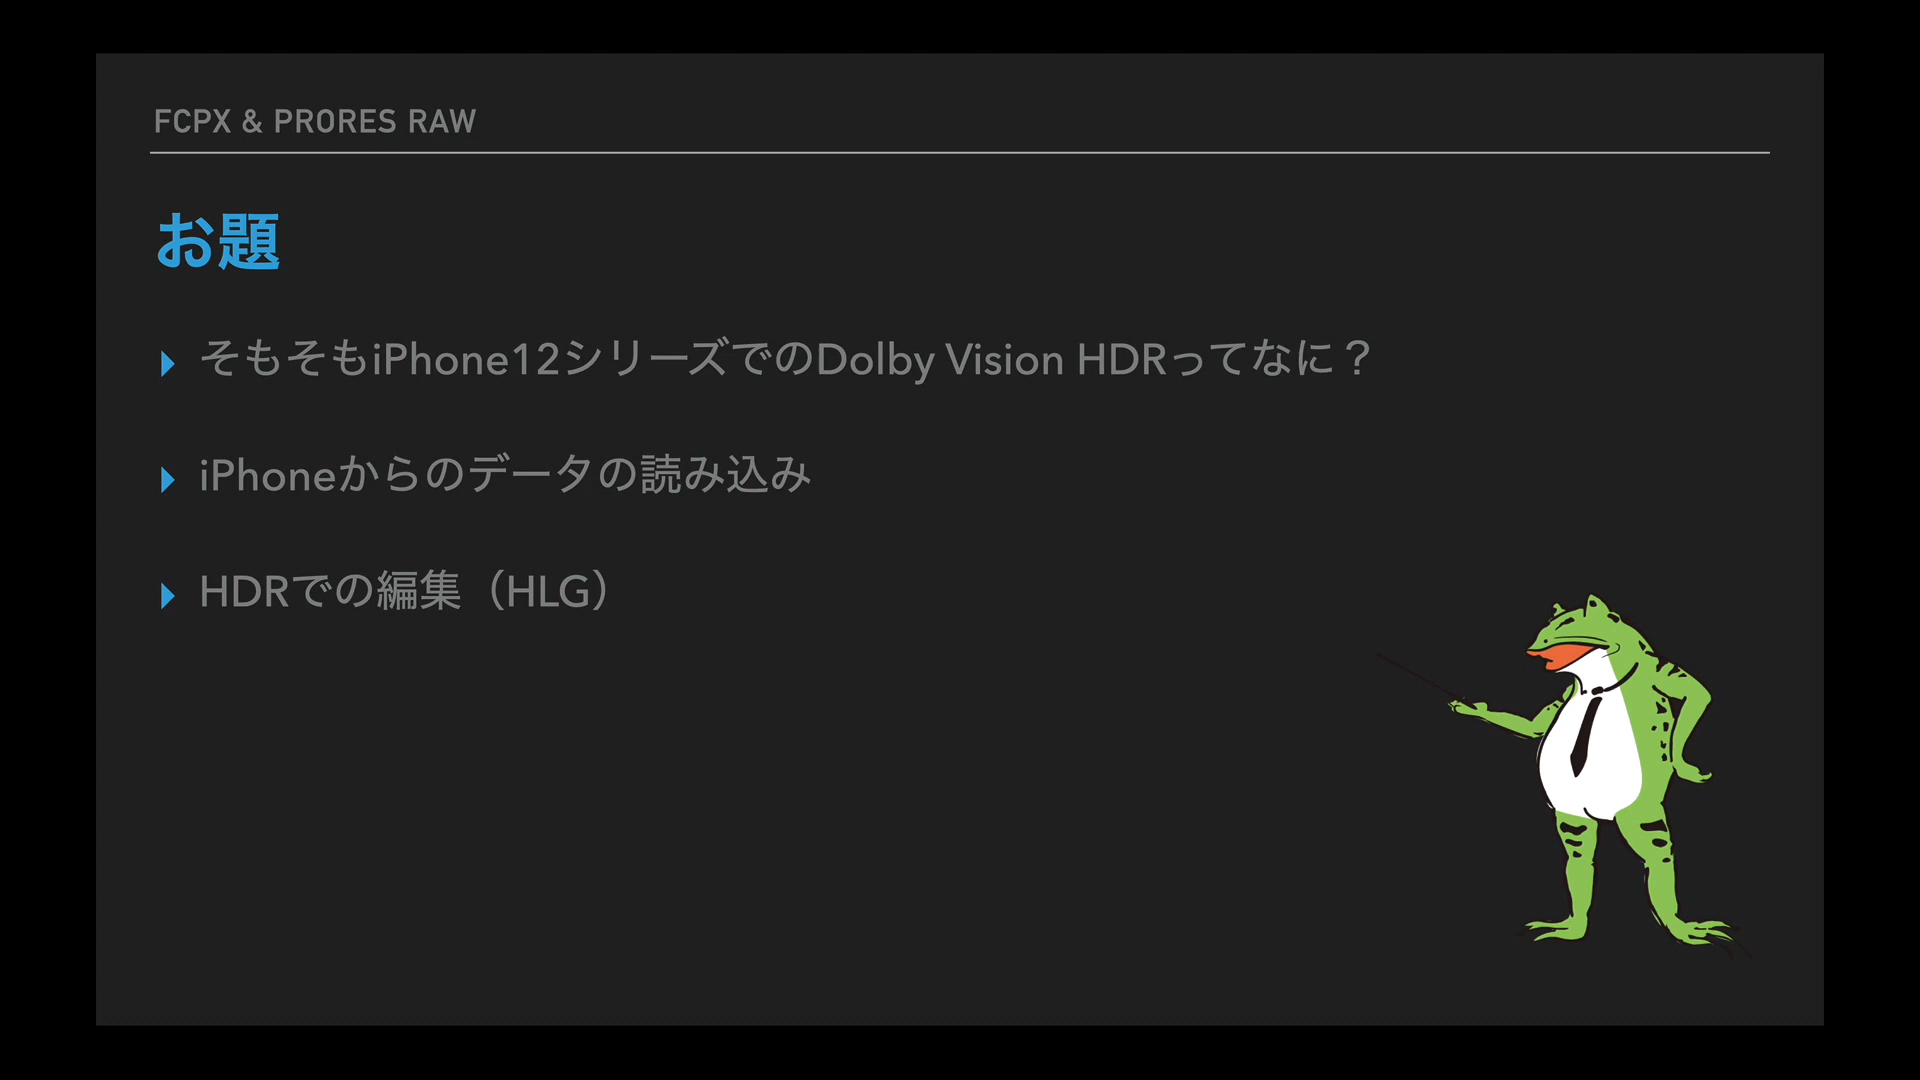 FCPX & PRORES RAW
お題
そもそもiPhone12シリーズでのDolby Vision HDRってなに？
iPhoneからのデータの読み込み
HDRでの編集（HLG）